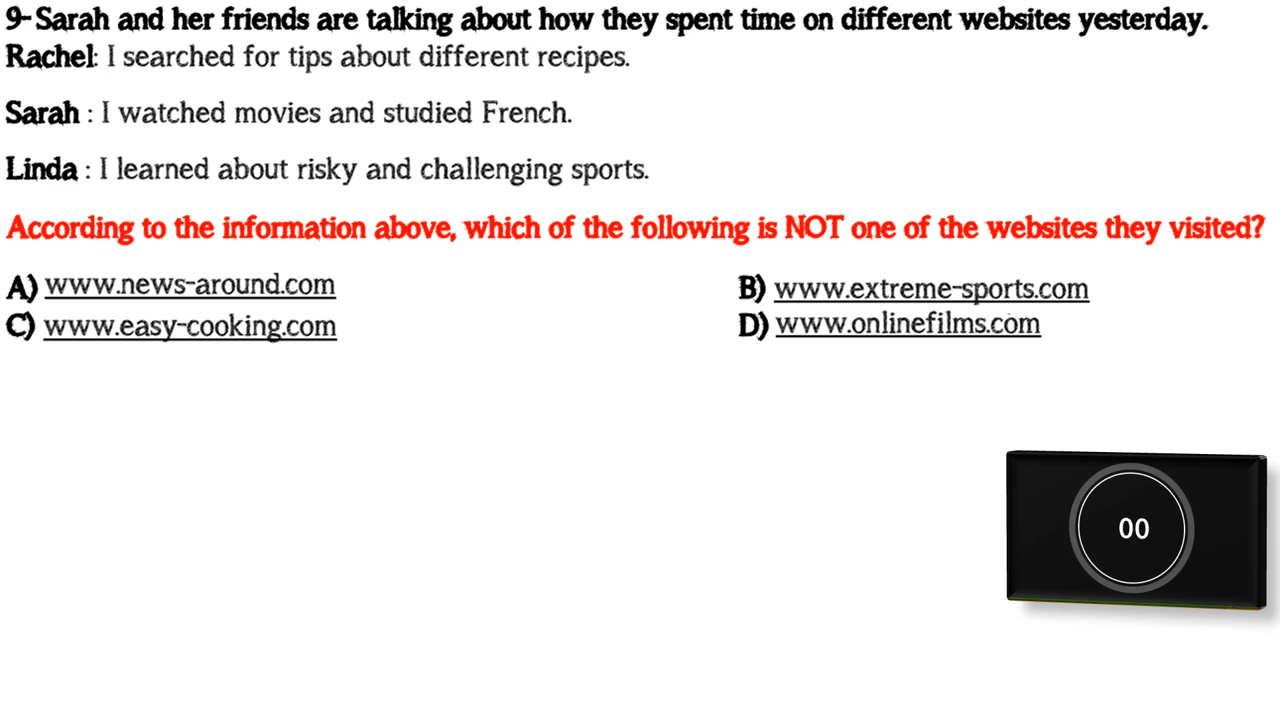 9- Sarah and her friends are talking about how they spent time on different websites yesterday.
Rachel: I searched for tips about different recipes.
Sarah : I watched movies and studied French.
Linda : I learned about risky and challenging sports.
According to the information above, which of the following is NOT one of the websites they visited?
A) www.news-around.com
B) www.extreme-sports.com
C) www.easy-cooking.com
D) www.onlinefilms.com
00